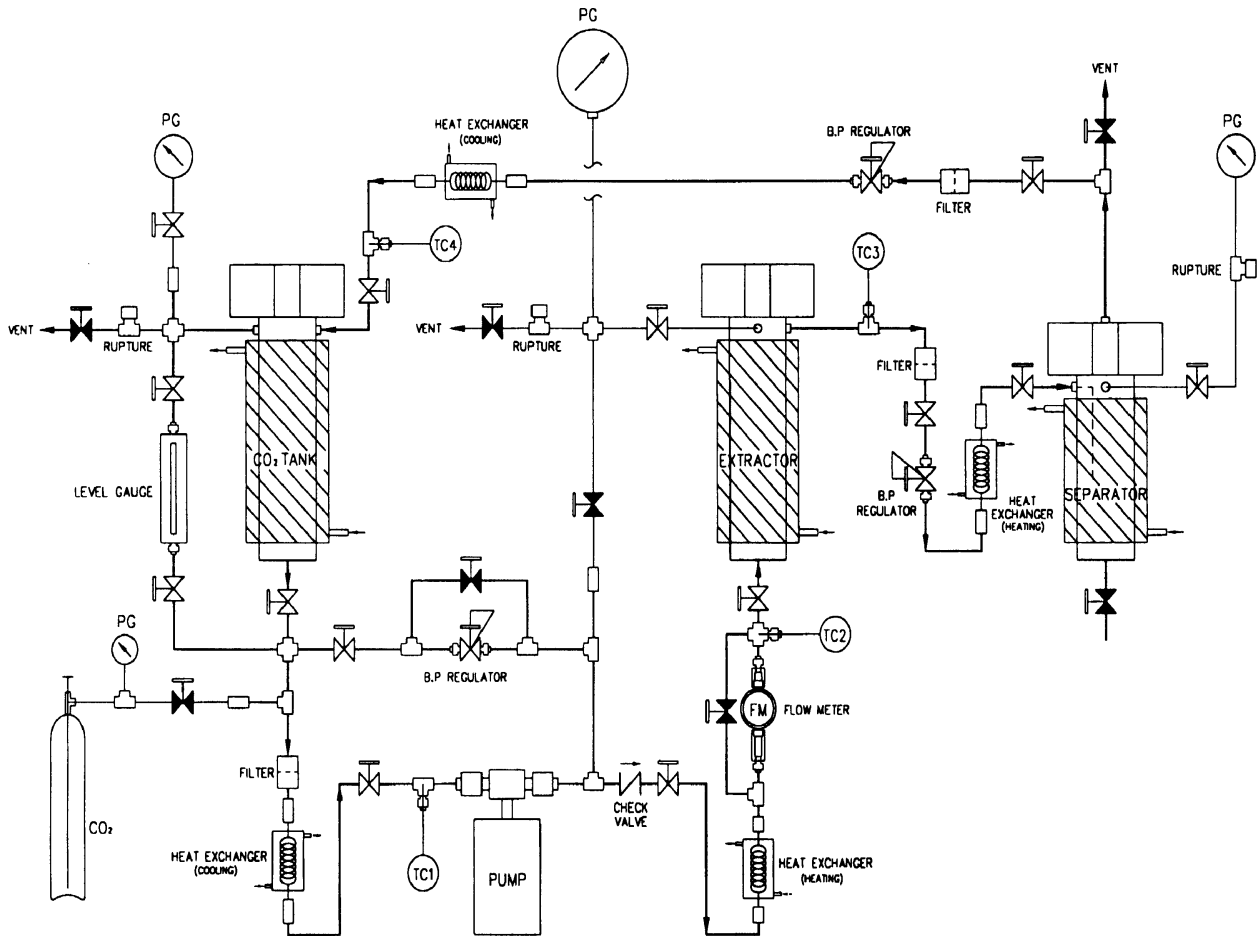 PG
VENT
PG
HEAT EXCHANGER
(COOLING)
B.P REGULATOR
PG
FILTER
TC4
TC3
RUPTURE
VENT
RUPTURE
VENT
RUPTURE
FILTER
CO₂ TANK
EXTRACTOR
LEVEL GAUGE
B.P
REGULATOR
HEAT
EXCHANGER
(HEATING)
SEPARATOR
PG
TC2
B.P REGULATOR
FM
FLOW METER
FILTER
CHECK
VALVE
CO₂
HEAT EXCHANGER
(COOLING)
TC1
PUMP
HEAT EXCHANGER
(HEATING)